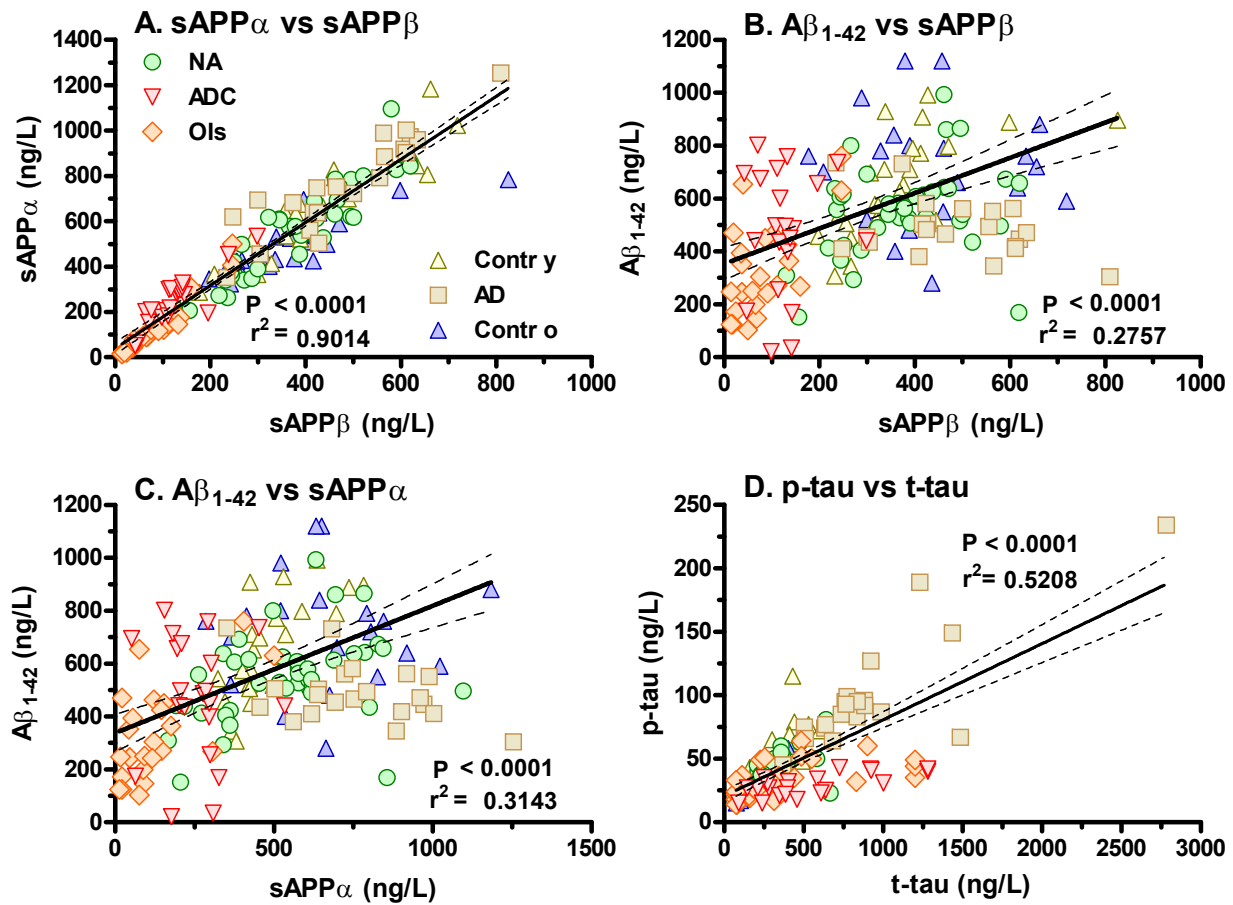 A. sAPPα vs sAPPβ
1400
1200
1000
800
600
400
200
0
sAPPα (ng/L)
NA
ADC
OIs
Contr y
AD
Contr o
P < 0.0001
r² = 0.9014
0 200 400 600 800 1000
sAPPβ (ng/L)
B. Aβ₁₋₄₂ vs sAPPβ
1200
1000
800
600
400
200
0
Aβ₁₋₄₂ (ng/L)
P < 0.0001
r² = 0.2757
0 200 400 600 800 1000
sAPPβ (ng/L)
C. Aβ₁₋₄₂ vs sAPPα
1200
1000
800
600
400
200
0
Aβ₁₋₄₂ (ng/L)
P < 0.0001
r² = 0.3143
0 500 1000 1500
sAPPα (ng/L)
D. p-tau vs t-tau
250
200
150
100
50
0
p-tau (ng/L)
P < 0.0001
r² = 0.5208
0 500 1000 1500 2000 2500 3000
t-tau (ng/L)